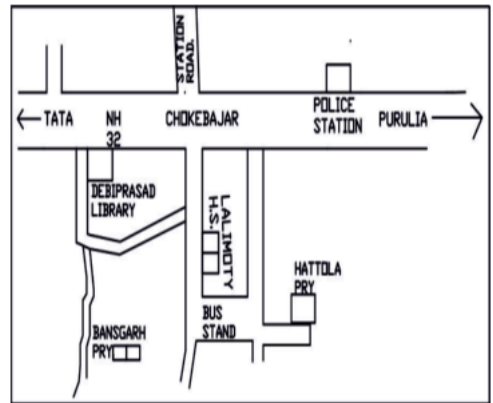 STATION
ROAD.
TATA
NH
32
CHOKEBAJAR
POLICE
STATION
PURULIA
DEBIPRASAD
LIBRARY
LALIMOTY
H.S.
HATTOLA
PRY
BUS
STAND
BANSGARH
PRY